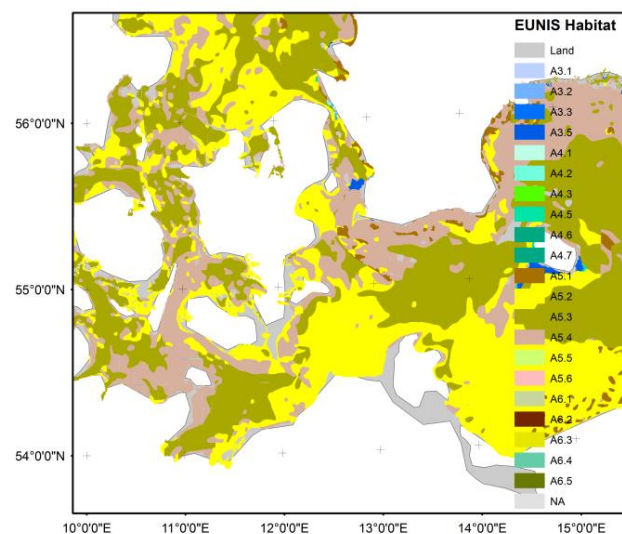 EUNIS Habitat
Land
A3.1
A3.2
A3.3
A3.5
A4.1
A4.2
A4.3
A4.5
A4.6
A4.7
A5.1
A5.2
A5.3
A5.4
A5.5
A5.6
A6.1
A6.2
A6.3
A6.4
A6.5
NA
56°0'0"N
55°0'0"N
54°0'0"N
10°0'0"E 11°0'0"E 12°0'0"E 13°0'0"E 14°0'0"E 15°0'0"E